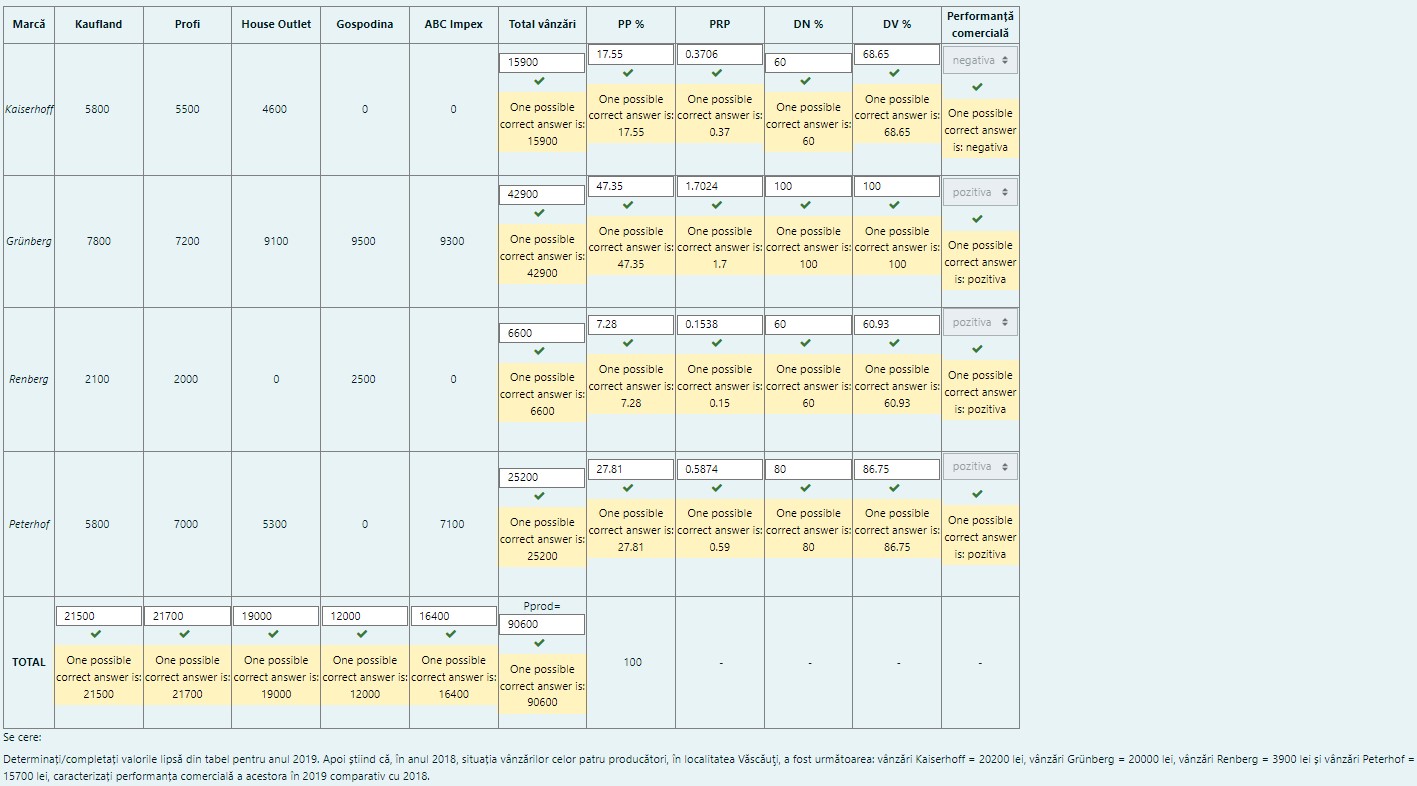 Marcă Kaufland Profi House Outlet Gospodina ABC Impex Total vânzări PP % PRP DN % DV % Performanță comercială
Kaiserhoff 5800 5500 4600 0 0
15900 17.55 0.3706 60 68.65 negativa
One possible correct answer is: 15900
One possible correct answer is: 17.55
One possible correct answer is: 0.37
One possible correct answer is: 60
One possible correct answer is: 68.65
One possible correct answer is: negativa
Grünberg 7800 7200 9100 9500 9300
42900 47.35 1.7024 100 100 pozitiva
One possible correct answer is: 42900
One possible correct answer is: 47.35
One possible correct answer is: 1.7
One possible correct answer is: 100
One possible correct answer is: 100
One possible correct answer is: pozitiva
Renberg 2100 2000 0 2500 0
6600 7.28 0.1538 60 60.93 pozitiva
One possible correct answer is: 6600
One possible correct answer is: 7.28
One possible correct answer is: 0.15
One possible correct answer is: 60
One possible correct answer is: 60.93
One possible correct answer is: pozitiva
Peterhof 5800 7000 5300 0 7100
25200 27.81 0.5874 80 86.75 pozitiva
One possible correct answer is: 25200
One possible correct answer is: 27.81
One possible correct answer is: 0.59
One possible correct answer is: 80
One possible correct answer is: 86.75
One possible correct answer is: pozitiva
TOTAL
21500 21700 19000 12000 16400 Pprod= 90600 100 - - - -
One possible correct answer is: 21500
One possible correct answer is: 21700
One possible correct answer is: 19000
One possible correct answer is: 12000
One possible correct answer is: 16400
One possible correct answer is: 90600
Se cere:
Determinați/completați valorile lipsă din tabel pentru anul 2019. Apoi știind că, în anul 2018, situația vânzărilor celor patru producători, în localitatea Văscăuți, a fost următoarea: vânzări Kaiserhoff = 20200 lei, vânzări Grünberg = 20000 lei, vânzări Renberg = 3900 lei și vânzări Peterhof =
15700 lei, caracterizați performanța comercială a acestora în 2019 comparativ cu 2018.